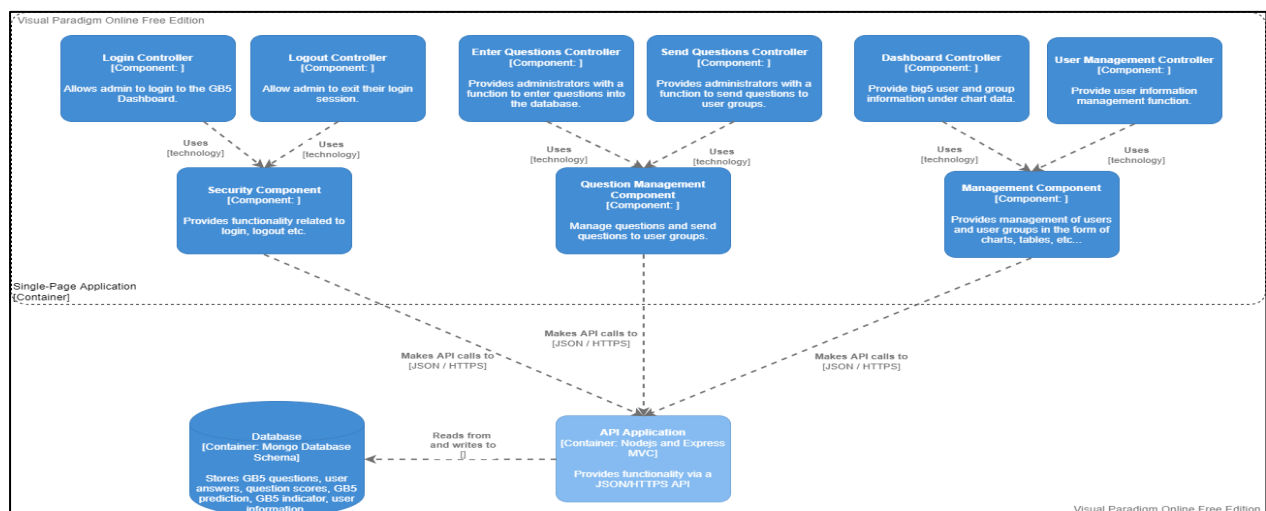 Visual Paradigm Online Free Edition
Login Controller
[Component: ]
Allows admin to login to the GB5
Dashboard.
Logout Controller
[Component: ]
Allow admin to exit their login
session.
Enter Questions Controller
[Component: ]
Provides administrators with a
function to enter questions into
the database.
Send Questions Controller
[Component: ]
Provides administrators with a
function to send questions to
user groups.
Dashboard Controller
[Component: ]
Provide big5 user and group
information under chart data.
User Management Controller
[Component: ]
Provide user information
management function.
Uses
[technology]
Uses
[technology]
Uses
[technology]
Uses
[technology]
Uses
[technology]
Uses
[technology]
Security Component
[Component: ]
Provides functionality related to
login, logout etc.
Question Management
Component
[Component: ]
Manage questions and send
questions to user groups.
Management Component
[Component: ]
Provides management of users
and user groups in the form of
charts, tables, etc...
Single-Page Application
[Container]
Makes API calls to
[JSON / HTTPS]
Makes API calls to
[JSON / HTTPS]
Makes API calls to
[JSON / HTTPS]
Database
[Container: Mongo Database
Schema]
Stores GB5 questions, user
answers, question scores, GB5
prediction, GB5 indicator, user
information
Reads from
and writes to
[]
API Application
[Container: Nodejs and Express
MVC]
Provides functionality via a
JSON/HTTPS API
Visual Paradigm Online Free Edition